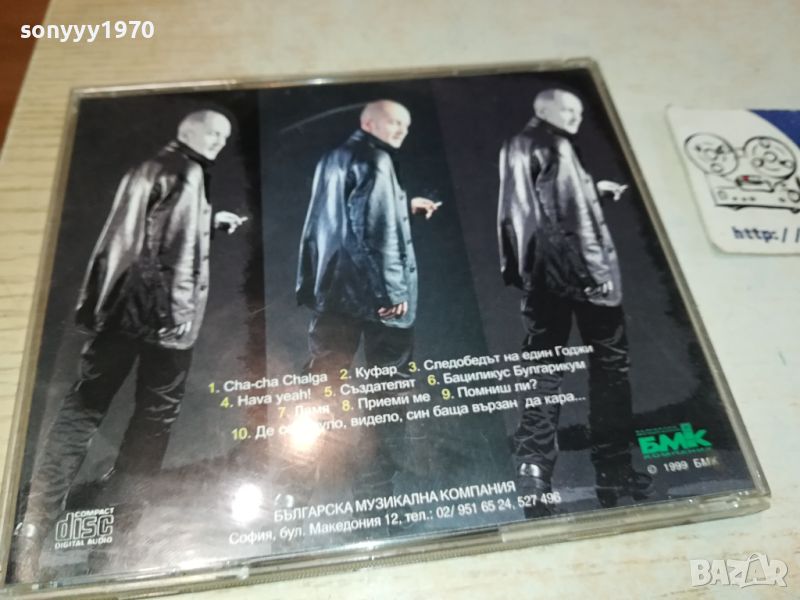 sonyyy1970
http://
1. Cha-cha Chalga 2. Куфар 3. Следобедът на един Годжи
4. Hava yeah! 5. Създателят 6. Бациликус Булгарикум
7. 8. Приеми ме 9. Помниш ли?
10. Де се видело, син баща вързан да кара...
БМК
КОМПАНИЯ
© 1999 БМК
COMPACT
disc
DIGITAL AUDIO
БЪЛГАРСКА МУЗИКАЛНА КОМПАНИЯ
София, бул. Македония 12, тел.: 02/ 951 65 24, 527 496
BAZAR